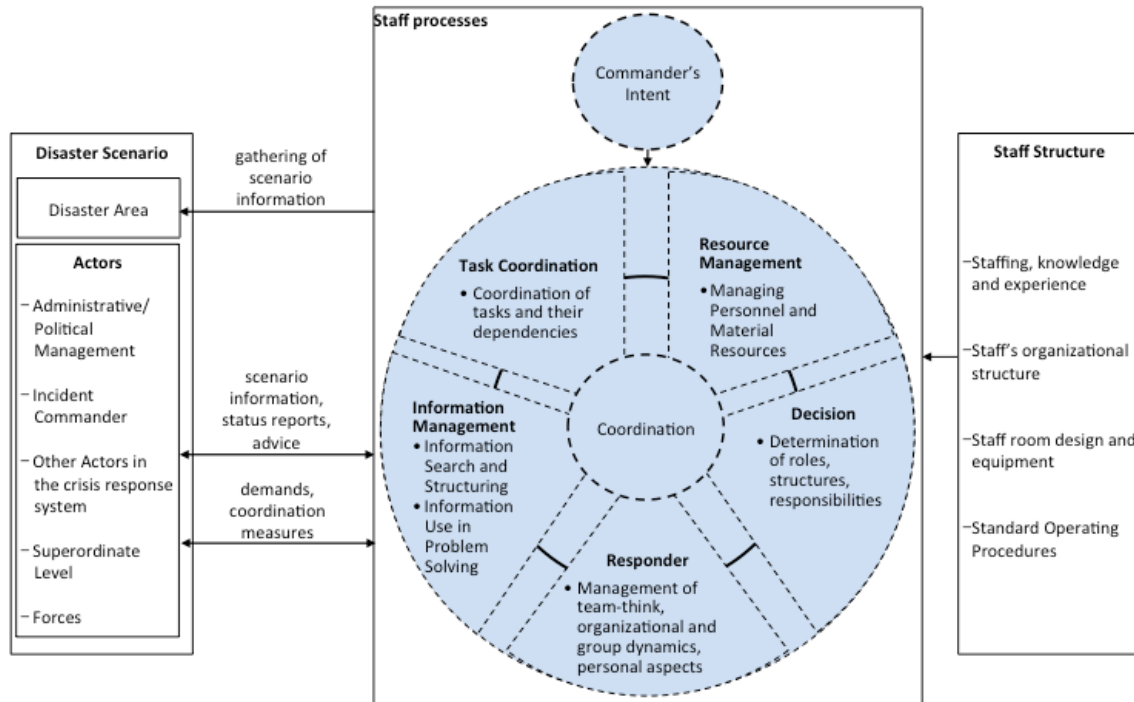 Staff processes
Commander's
Intent
Disaster Scenario
Disaster Area
Actors
– Administrative/
Political
Management
– Incident
Commander
– Other Actors in
the crisis response
system
– Superordinate
Level
– Forces
gathering of
scenario
information
scenario
information,
status reports,
advice
demands,
coordination
measures
Task Coordination
• Coordination of
tasks and their
dependencies
Resource
Management
• Managing
Personnel and
Material
Resources
Information
Management
• Information
Search and
Structuring
• Information
Use in
Problem
Solving
Coordination
Decision
• Determination
of roles,
structures,
responsibilities
Responder
• Management of
team-think,
organizational and
group dynamics,
personal aspects
Staff Structure
– Staffing, knowledge
and experience
– Staff's organizational
structure
– Staff room design and
equipment
– Standard Operating
Procedures